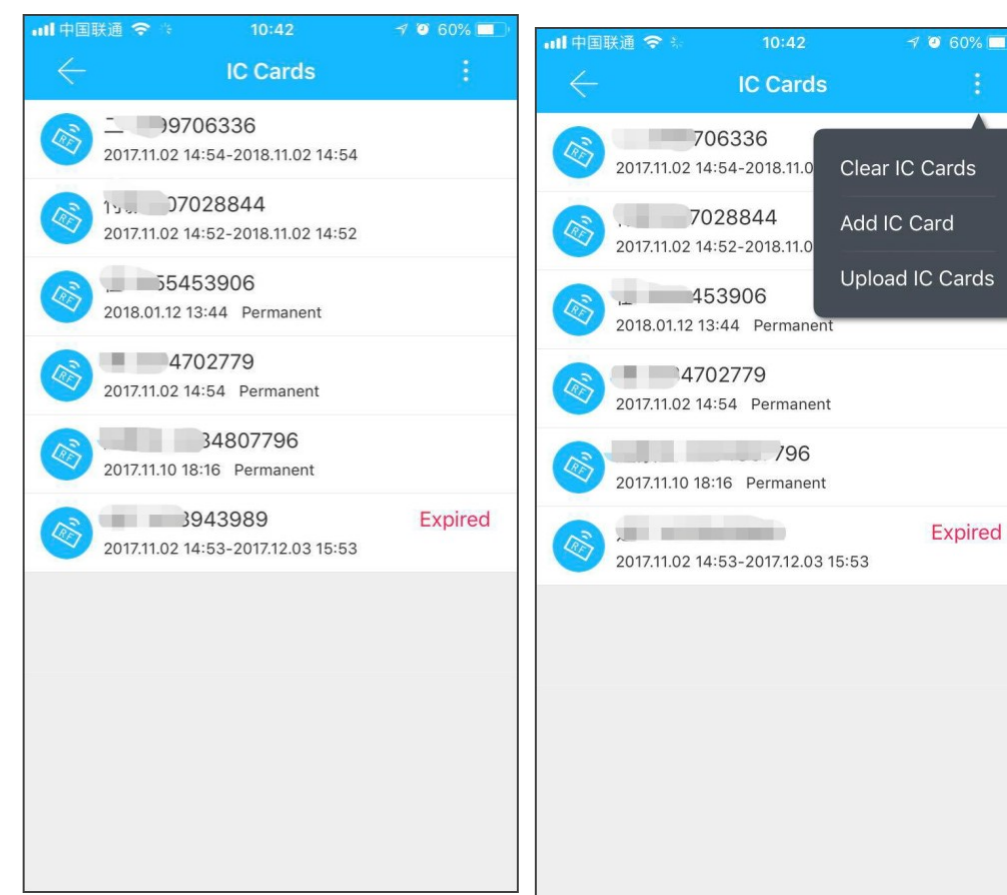 中国联通 10:42 60%
IC Cards
99706336
2017.11.02 14:54-2018.11.02 14:54
07028844
2017.11.02 14:52-2018.11.02 14:52
55453906
2018.01.12 13:44 Permanent
4702779
2017.11.02 14:54 Permanent
34807796
2017.11.10 18:16 Permanent
3943989 Expired
2017.11.02 14:53-2017.12.03 15:53
中国联通 10:42 60%
IC Cards
706336
2017.11.02 14:54-2018.11.0
7028844
2017.11.02 14:52-2018.11.0
453906
2018.01.12 13:44 Permanent
4702779
2017.11.02 14:54 Permanent
796
2017.11.10 18:16 Permanent
Expired
2017.11.02 14:53-2017.12.03 15:53
Clear IC Cards
Add IC Card
Upload IC Cards